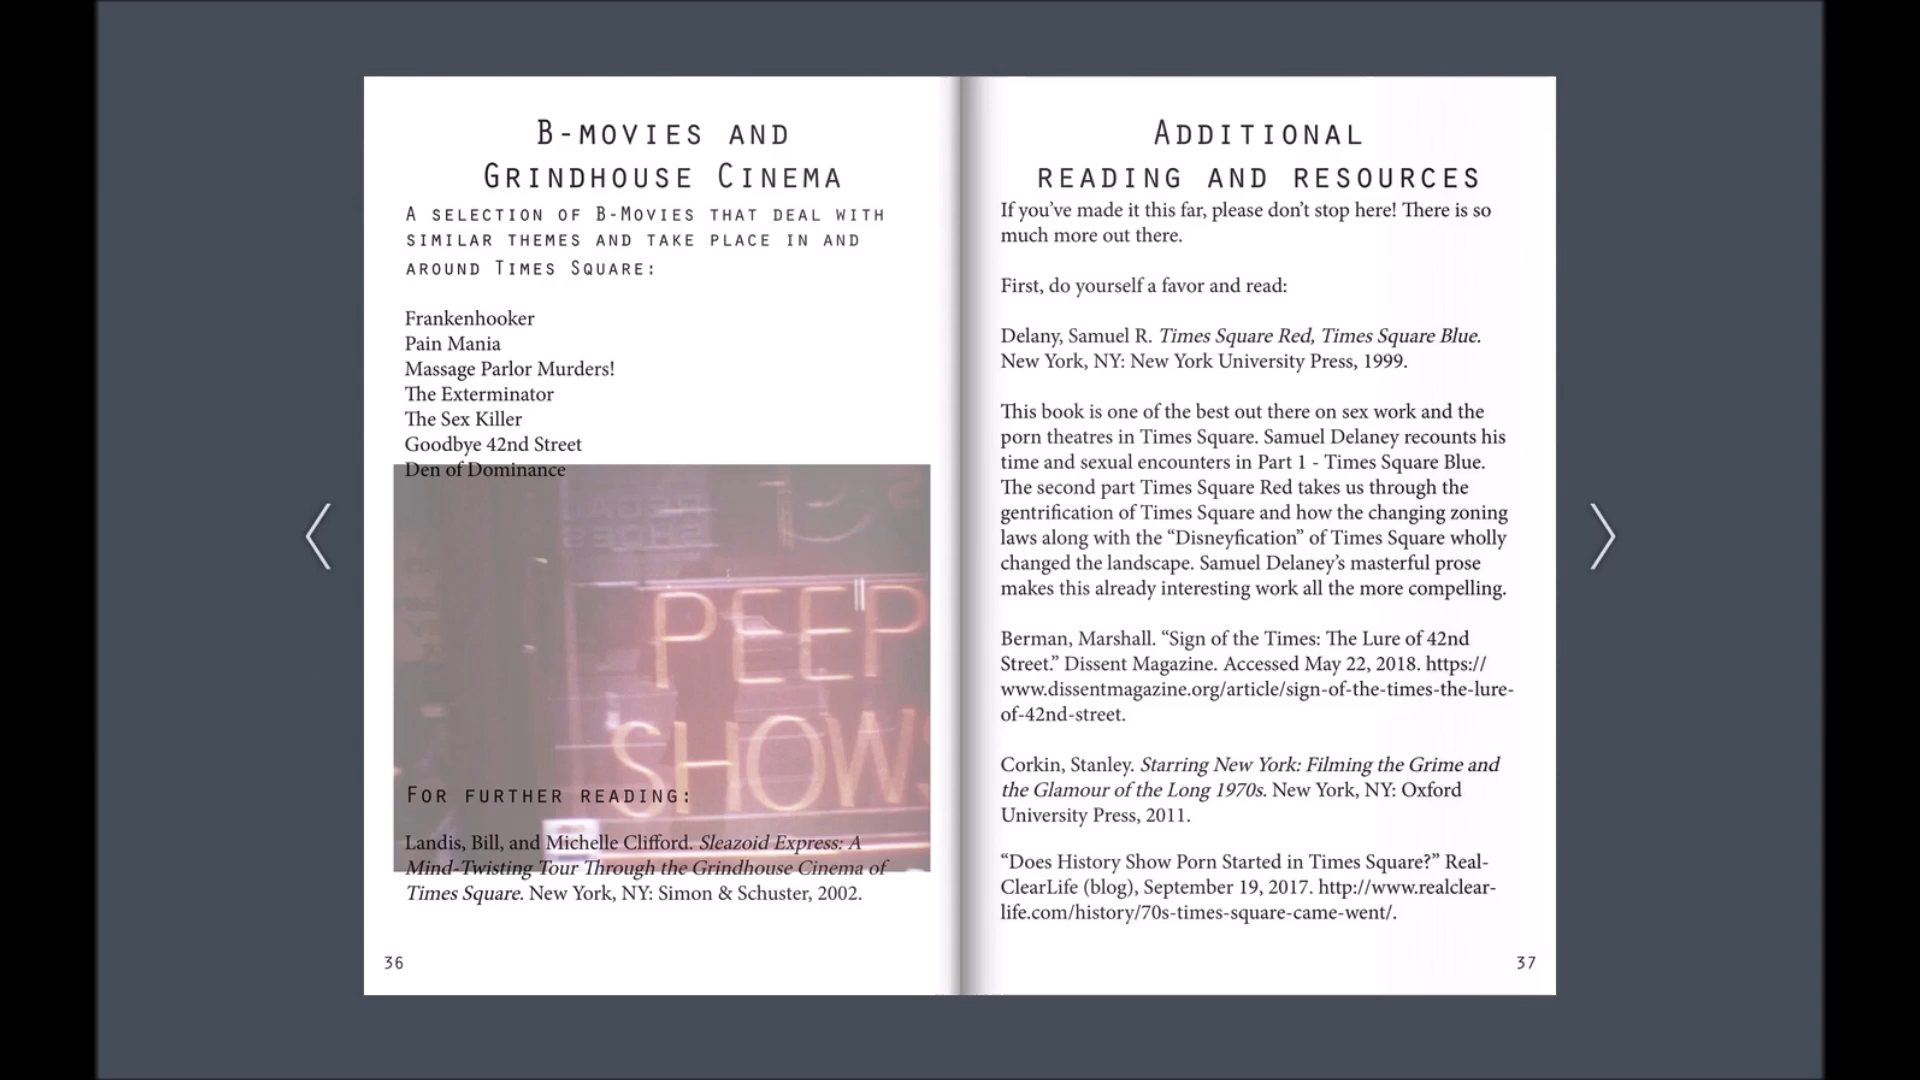 B-movies and
Grindhouse Cinema
A selection of B-Movies that deal with
similar themes and take place in and
around Times Square:
Frankenhooker
Pain Mania
Massage Parlor Murders!
The Exterminator
The Sex Killer
Goodbye 42nd Street
Den of Dominance
REGAL
SHOES
PEEP
SHOWS
For further reading:
Landis, Bill, and Michelle Clifford. Sleazoid Express: A
Mind-Twisting Tour Through the Grindhouse Cinema of
Times Square. New York, NY: Simon & Schuster, 2002.
36
Additional
reading and resources
If you’ve made it this far, please don’t stop here! There is so
much more out there.
First, do yourself a favor and read:
Delany, Samuel R. Times Square Red, Times Square Blue.
New York, NY: New York University Press, 1999.
This book is one of the best out there on sex work and the
porn theatres in Times Square. Samuel Delaney recounts his
time and sexual encounters in Part 1 - Times Square Blue.
The second part Times Square Red takes us through the
gentrification of Times Square and how the changing zoning
laws along with the “Disneyfication” of Times Square wholly
changed the landscape. Samuel Delaney’s masterful prose
makes this already interesting work all the more compelling.
Berman, Marshall. “Sign of the Times: The Lure of 42nd
Street.” Dissent Magazine. Accessed May 22, 2018. https://
www.dissentmagazine.org/article/sign-of-the-times-the-lure-
of-42nd-street.
Corkin, Stanley. Starring New York: Filming the Grime and
the Glamour of the Long 1970s. New York, NY: Oxford
University Press, 2011.
“Does History Show Porn Started in Times Square?” Real-
ClearLife (blog), September 19, 2017. http://www.realclear-
life.com/history/70s-times-square-came-went/.
37